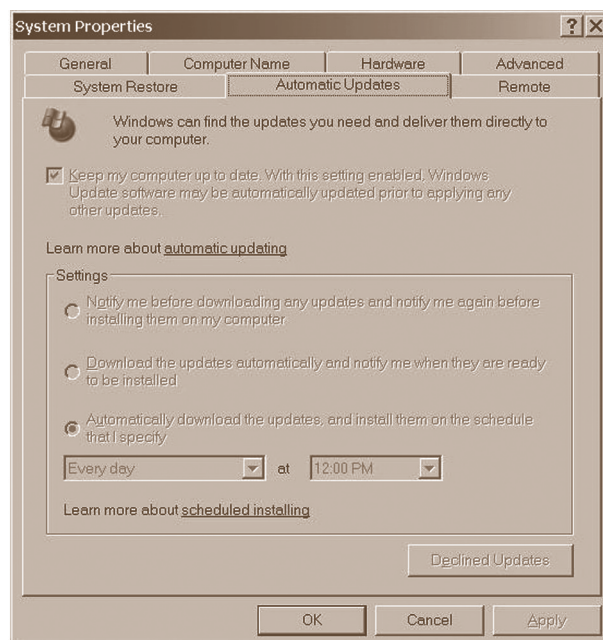 System Properties
General
Computer Name
Hardware
Advanced
System Restore
Automatic Updates
Remote
Windows can find the updates you need and deliver them directly to
your computer.
Keep my computer up to date. With this setting enabled, Windows
Update software may be automatically updated prior to applying any
other updates.
Learn more about automatic updating
Settings
Notify me before downloading any updates and notify me again before
installing them on my computer
Download the updates automatically and notify me when they are ready
to be installed
Automatically download the updates, and install them on the schedule
that I specify
Every day at 12:00 PM
Learn more about scheduled installing
Declined Updates
OK
Cancel
Apply